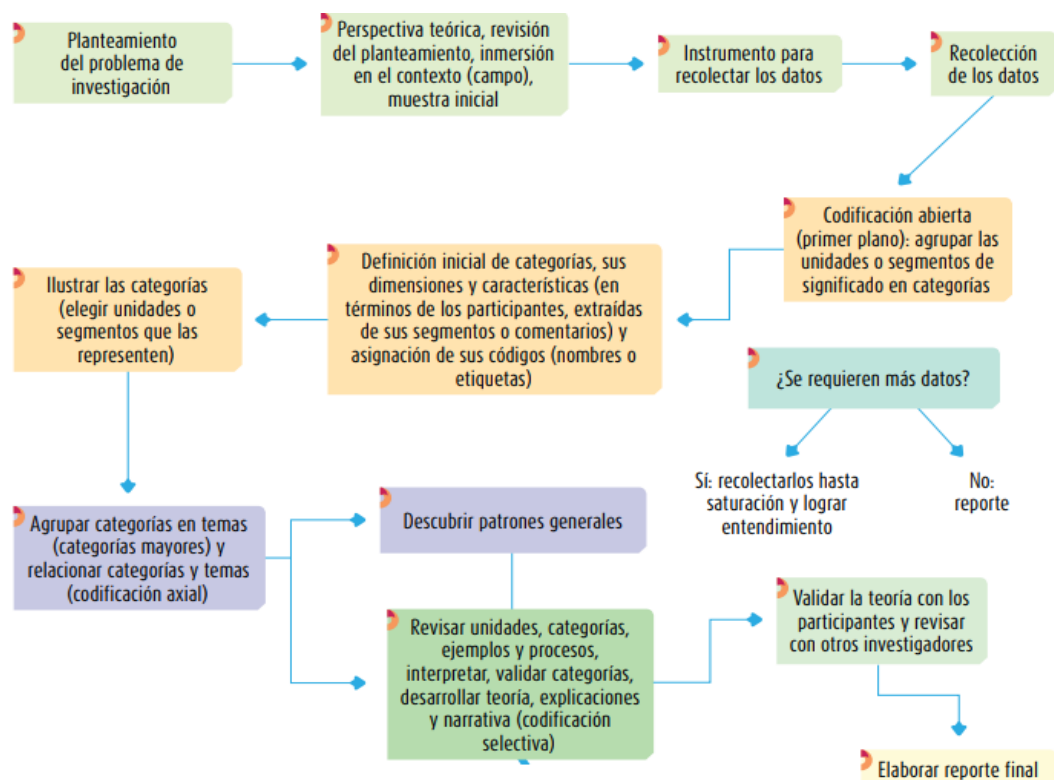 Planteamiento
del problema de
investigación
Perspectiva teórica, revisión
del planteamiento, inmersión
en el contexto (campo),
muestra inicial
Instrumento para
recolectar los datos
Recolección
de los datos
Codificación abierta
(primer plano): agrupar las
unidades o segmentos de
significado en categorías
Definición inicial de categorías, sus
dimensiones y características (en
términos de los participantes, extraídas
de sus segmentos o comentarios) y
asignación de sus códigos (nombres o
etiquetas)
Ilustrar las categorías
(elegir unidades o
segmentos que las
representen)
¿Se requieren más datos?
Sí: recolectarlos hasta
saturación y lograr
entendimiento
No:
reporte
Agrupar categorías en temas
(categorías mayores) y
relacionar categorías y temas
(codificación axial)
Descubrir patrones generales
Revisar unidades, categorías,
ejemplos y procesos,
interpretar, validar categorías,
desarrollar teoría, explicaciones
y narrativa (codificación
selectiva)
Validar la teoría con los
participantes y revisar
con otros investigadores
Elaborar reporte final